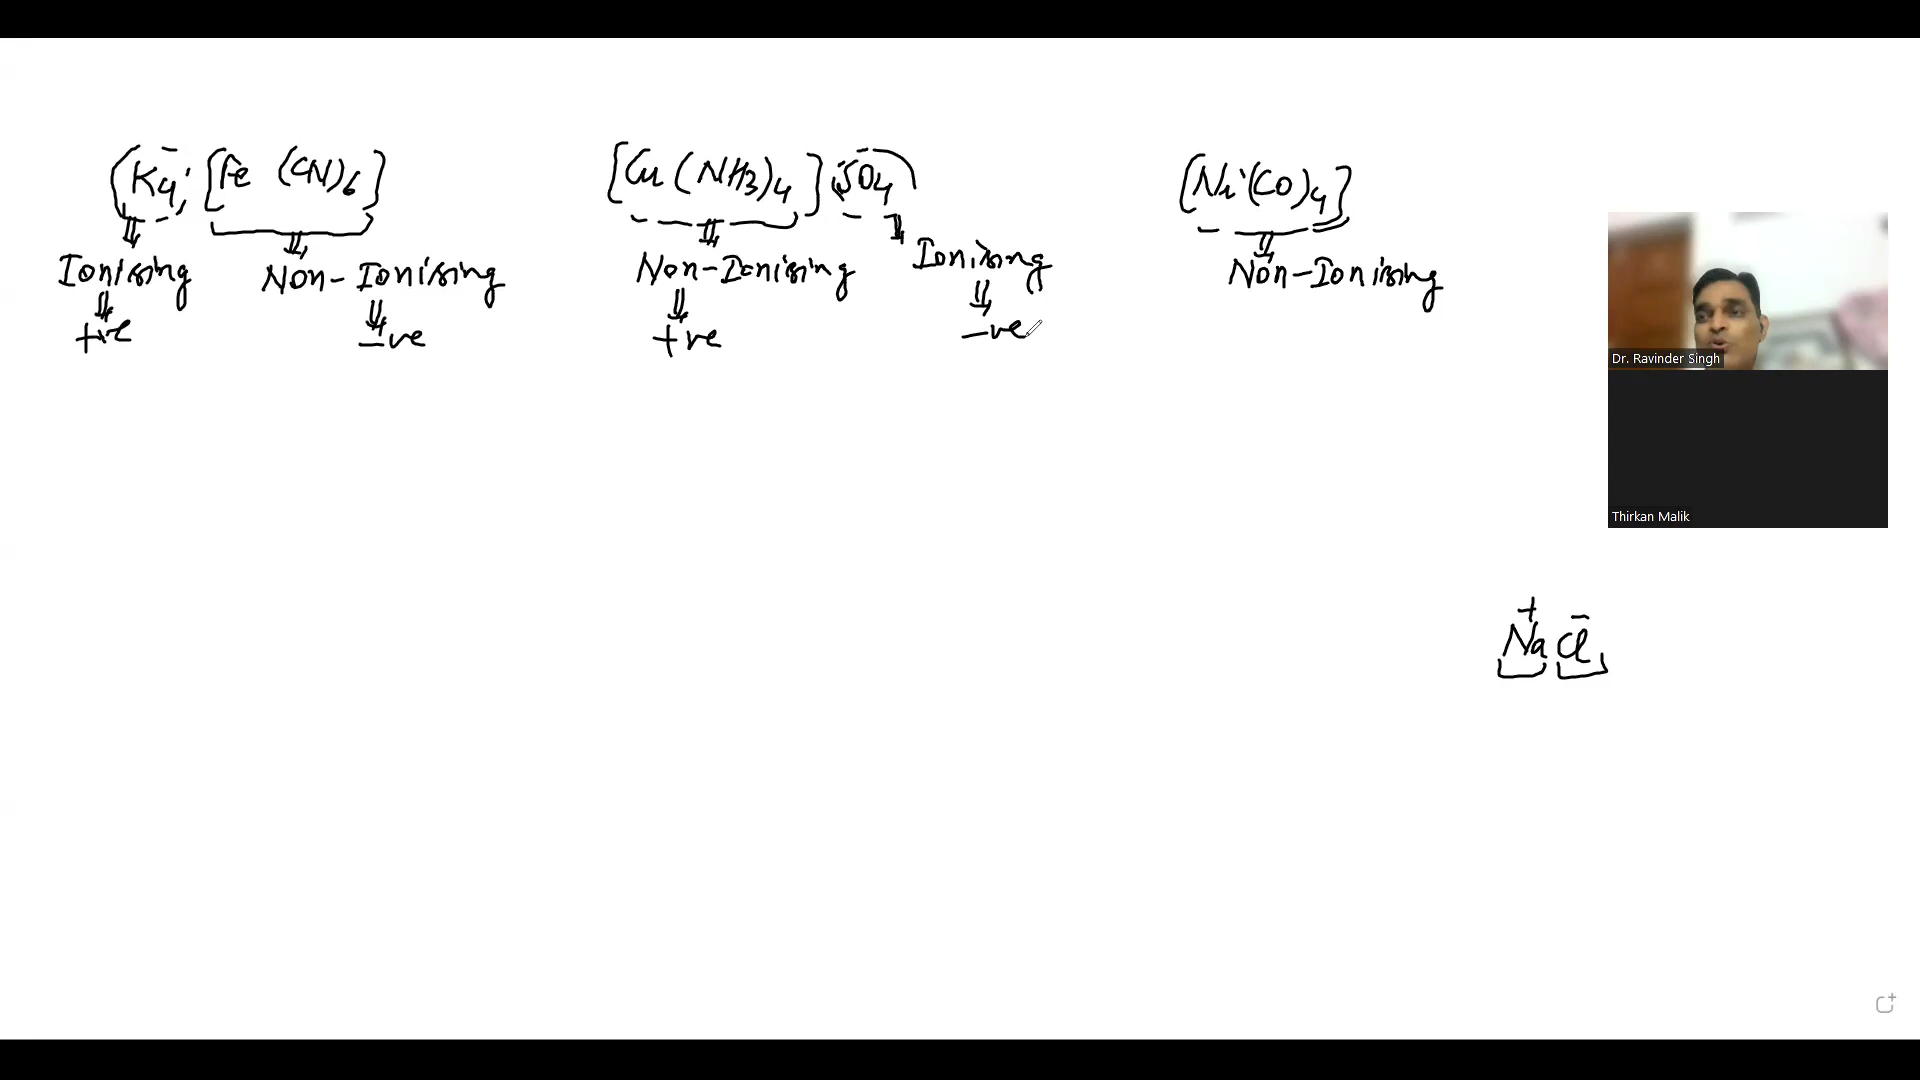 K4 [Fe (CN)6] [Cu (NH3)4] SO4 [Ni (CO)4]
Ionising Non-Ionising Non-Ionising Ionising Non-Ionising
+ve -ve +ve -ve
Dr. Ravinder Singh
Thirkan Malik
+ -
Na Cl